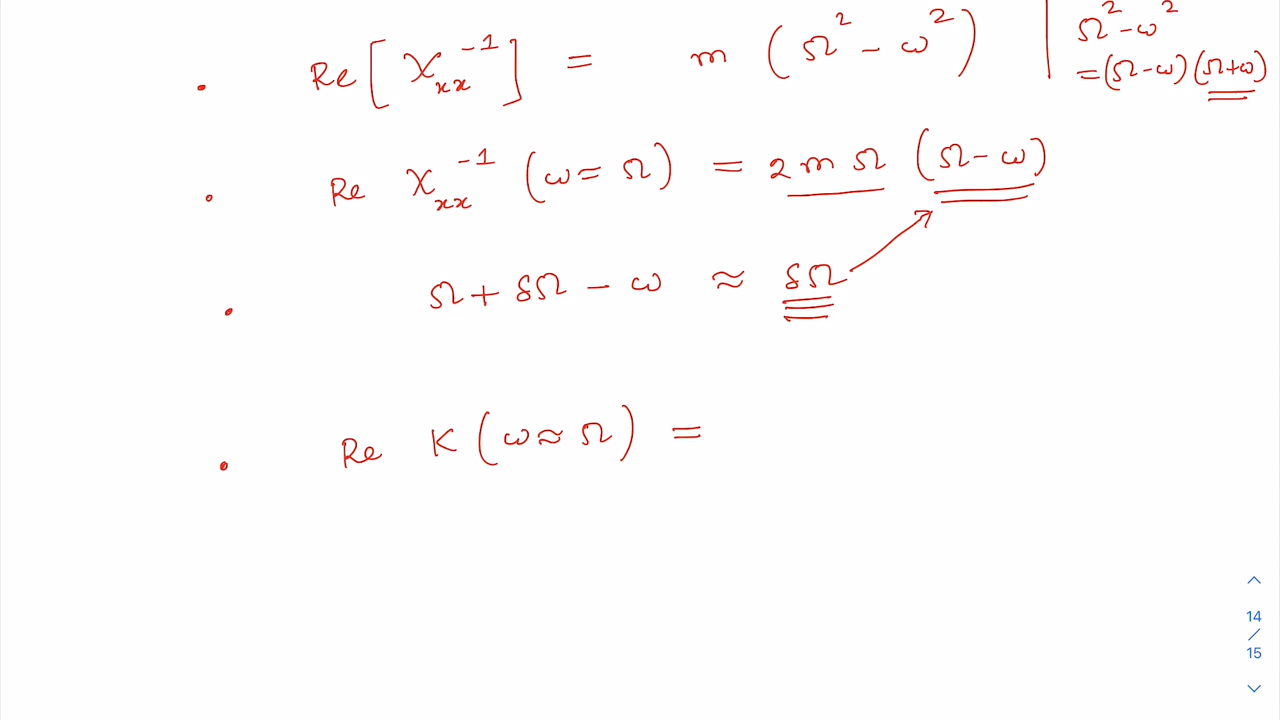 . Re[χ_xx^-1] = m (Ω² - ω²) | Ω² - ω²
= (Ω-ω)(Ω+ω)
. Re χ_xx^-1 (ω = Ω) = 2 m Ω (Ω - ω)
. Ω + δΩ - ω ≈ δΩ
. Re K (ω ≈ Ω) =
14
/
15